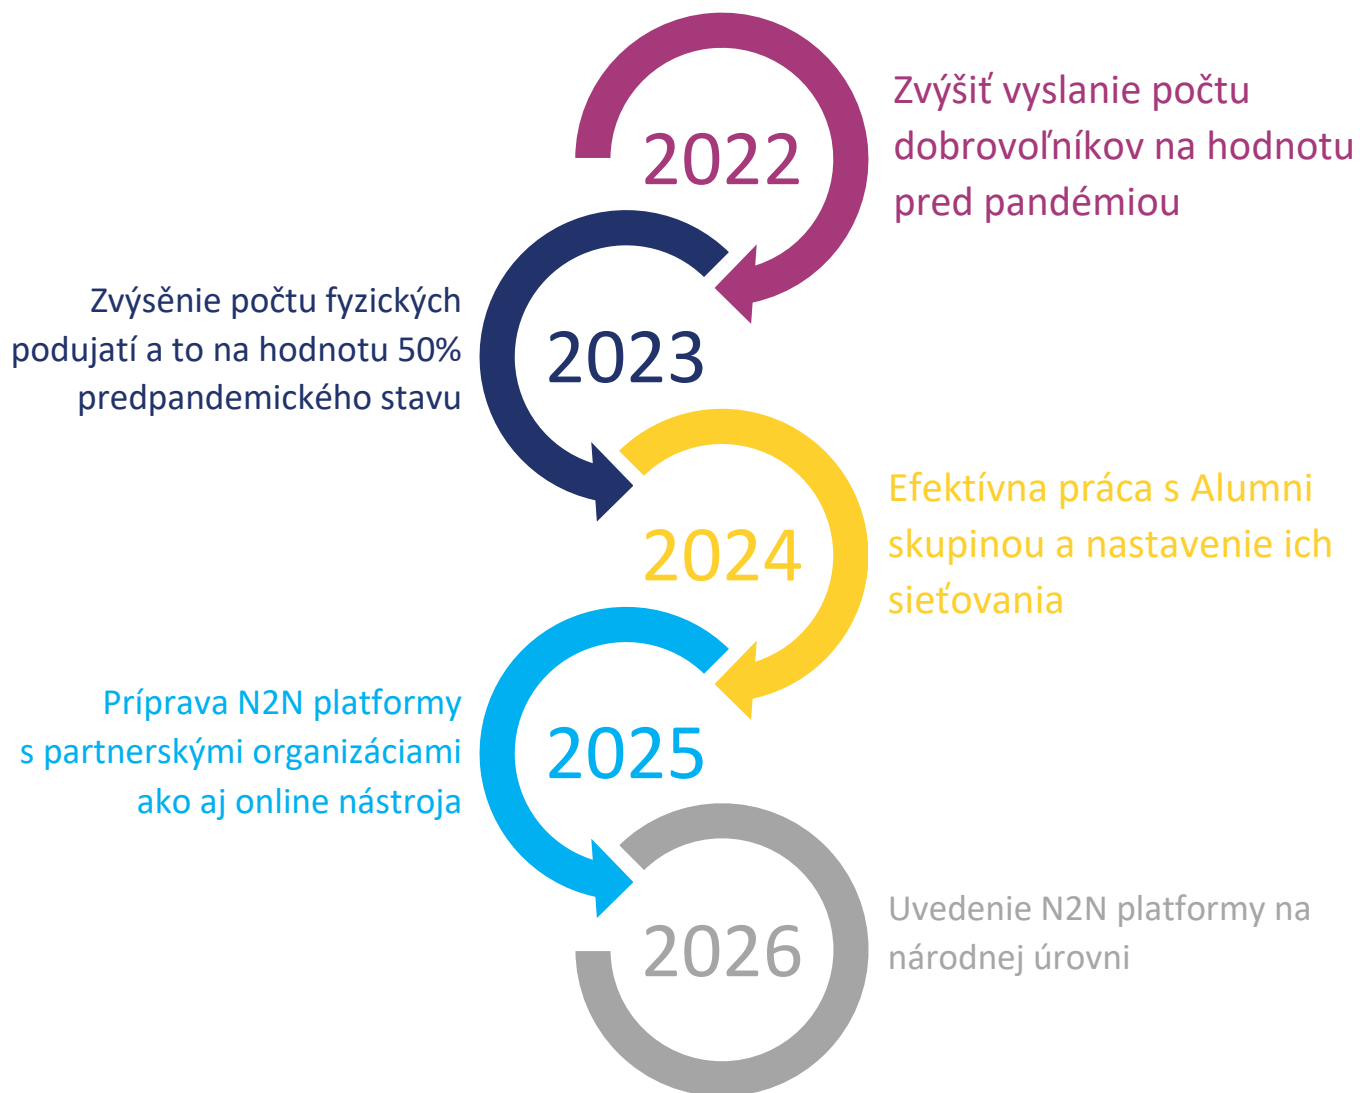 2022
Zvýšiť vyslanie počtu
dobrovoľníkov na hodnotu
pred pandémiou
2023
Zvýsěnie počtu fyzických
podujatí a to na hodnotu 50%
predpandemického stavu
2024
Efektívna práca s Alumni
skupinou a nastavenie ich
sieťovania
2025
Príprava N2N platformy
s partnerskými organizáciami
ako aj online nástroja
2026
Uvedenie N2N platformy na
národnej úrovni